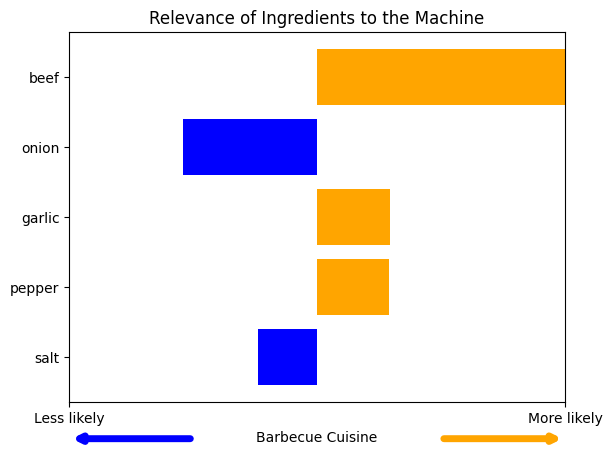 Relevance of Ingredients to the Machine
beef
onion
garlic
pepper
salt
Less likely
More likely
Barbecue Cuisine